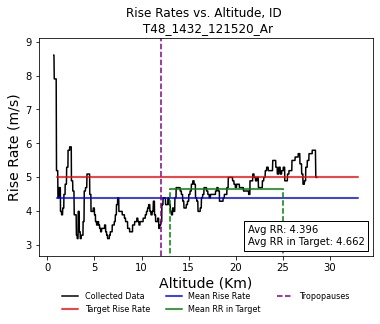 Rise Rates vs. Altitude, ID
T48_1432_121520_Ar
Rise Rate (m/s)
9
8
7
6
5
4
3
Avg RR: 4.396
Avg RR in Target: 4.662
0 5 10 15 20 25 30
Altitude (Km)
Collected Data Mean Rise Rate Tropopauses
Target Rise Rate Mean RR in Target